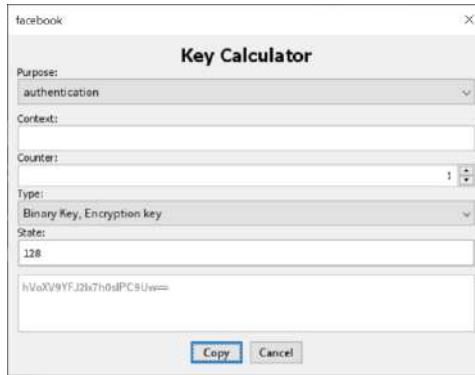 facebook
Key Calculator
Purpose:
authentication
Context:
Counter:
1
Type:
Binary Key, Encryption key
State:
128
Copy Cancel